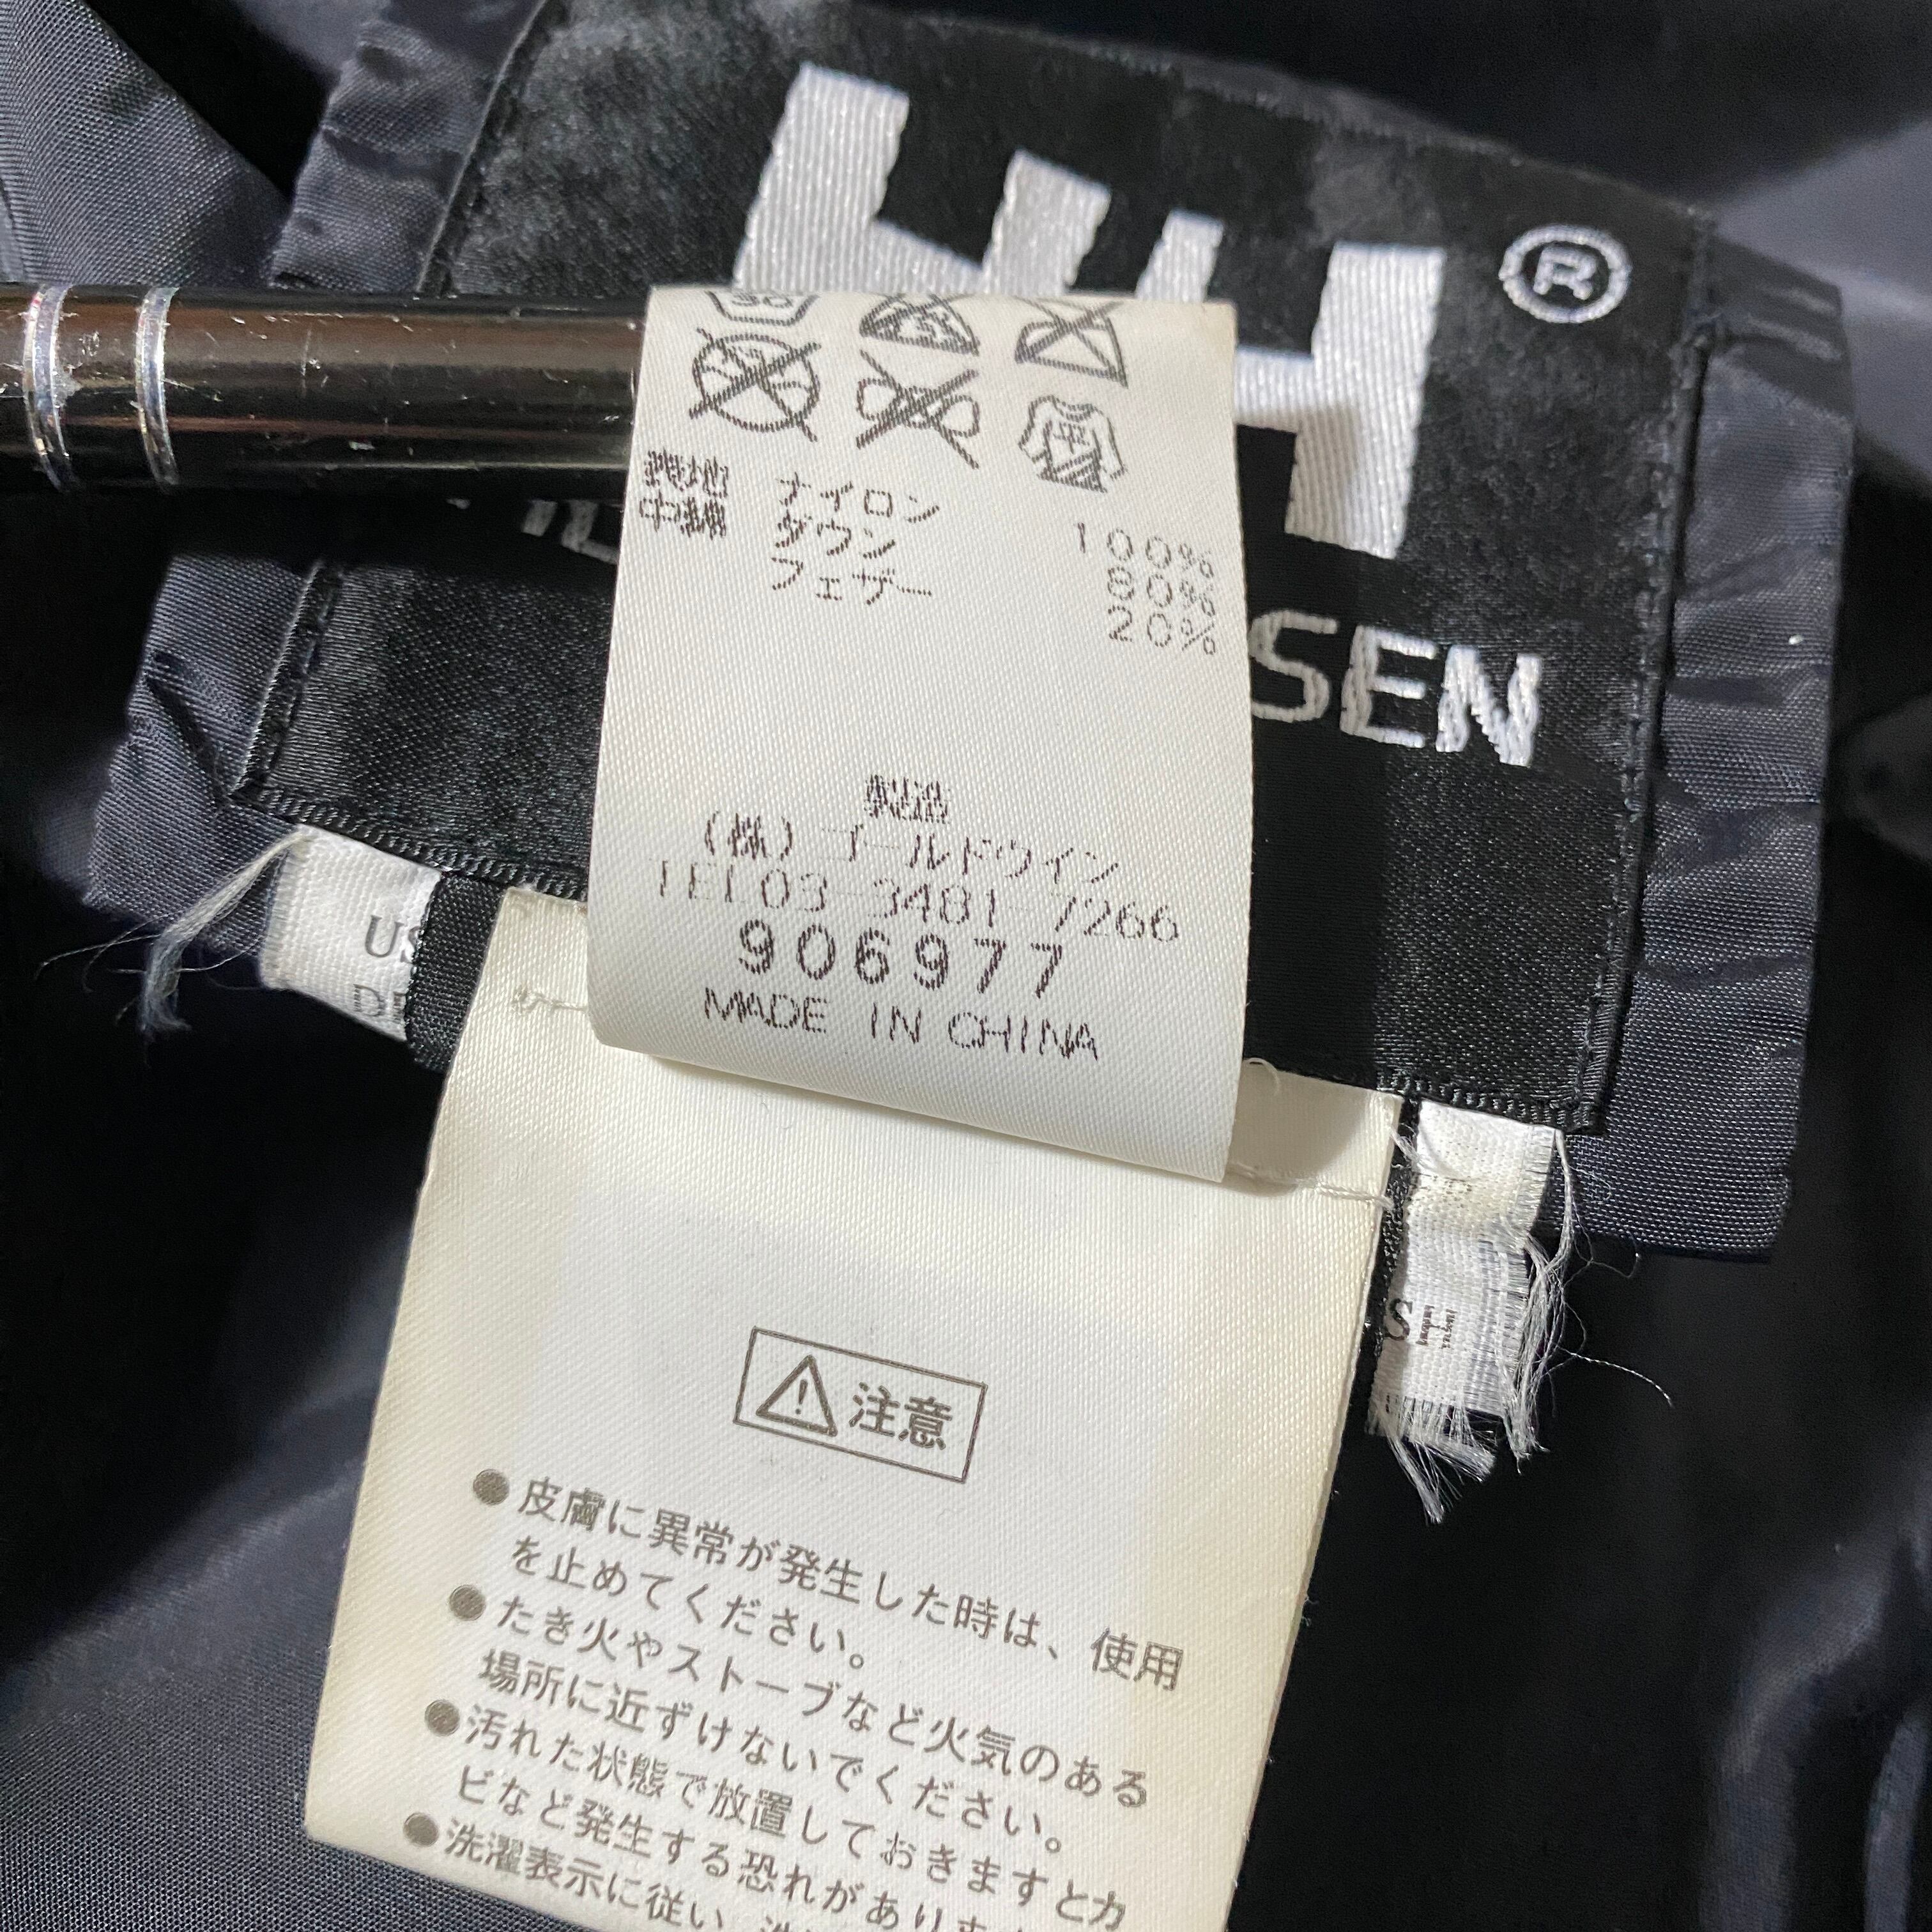 HH
®
SEN
30
表地 ナイロン 100%
中綿 ダウン 80%
フェザー 20%
製造
(株)ゴールドウイン
TEL03-3481-7266
906977
MADE IN CHINA
US
注意
●皮膚に異常が発生した時は、使用
を止めてください。
●たき火やストーブなど火気のある
場所に近ずけないでください。
●汚れた状態で放置しておきますとカ
ビなど発生する恐れがありま
●洗濯表示に従い、洗